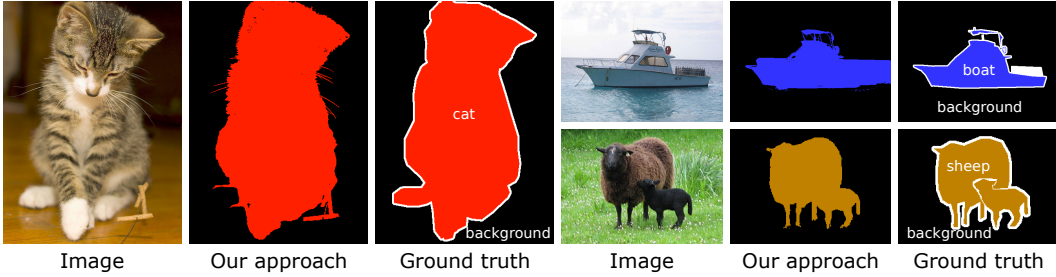 cat
background
boat
background
sheep
background
Image
Our approach
Ground truth
Image
Our approach
Ground truth